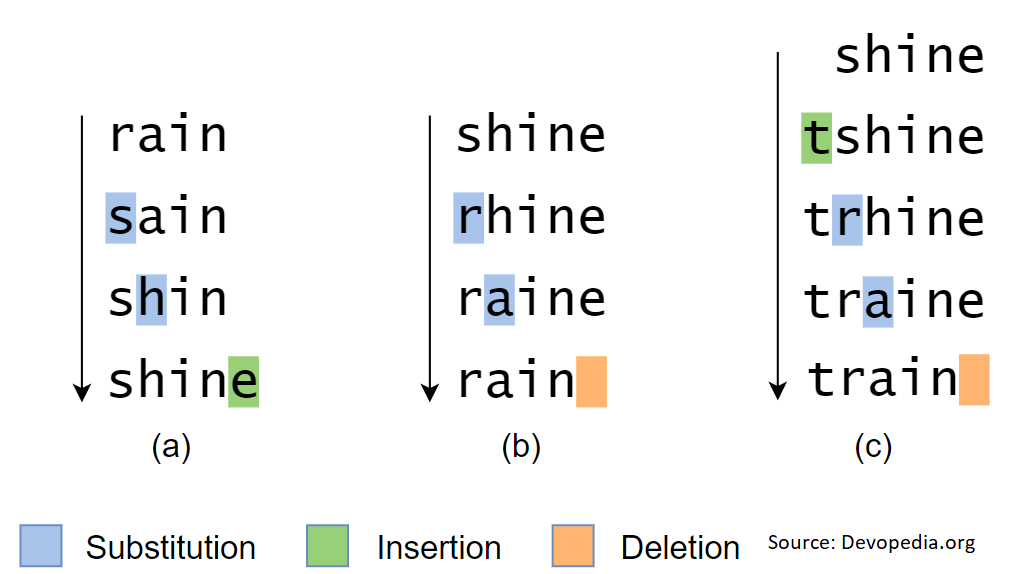 rain
sain
shin
shine
(a)
shine
rhine
raine
rain
(b)
shine
tshine
trhine
traine
train
(c)
Substitution
Insertion
Deletion
Source: Devopedia.org